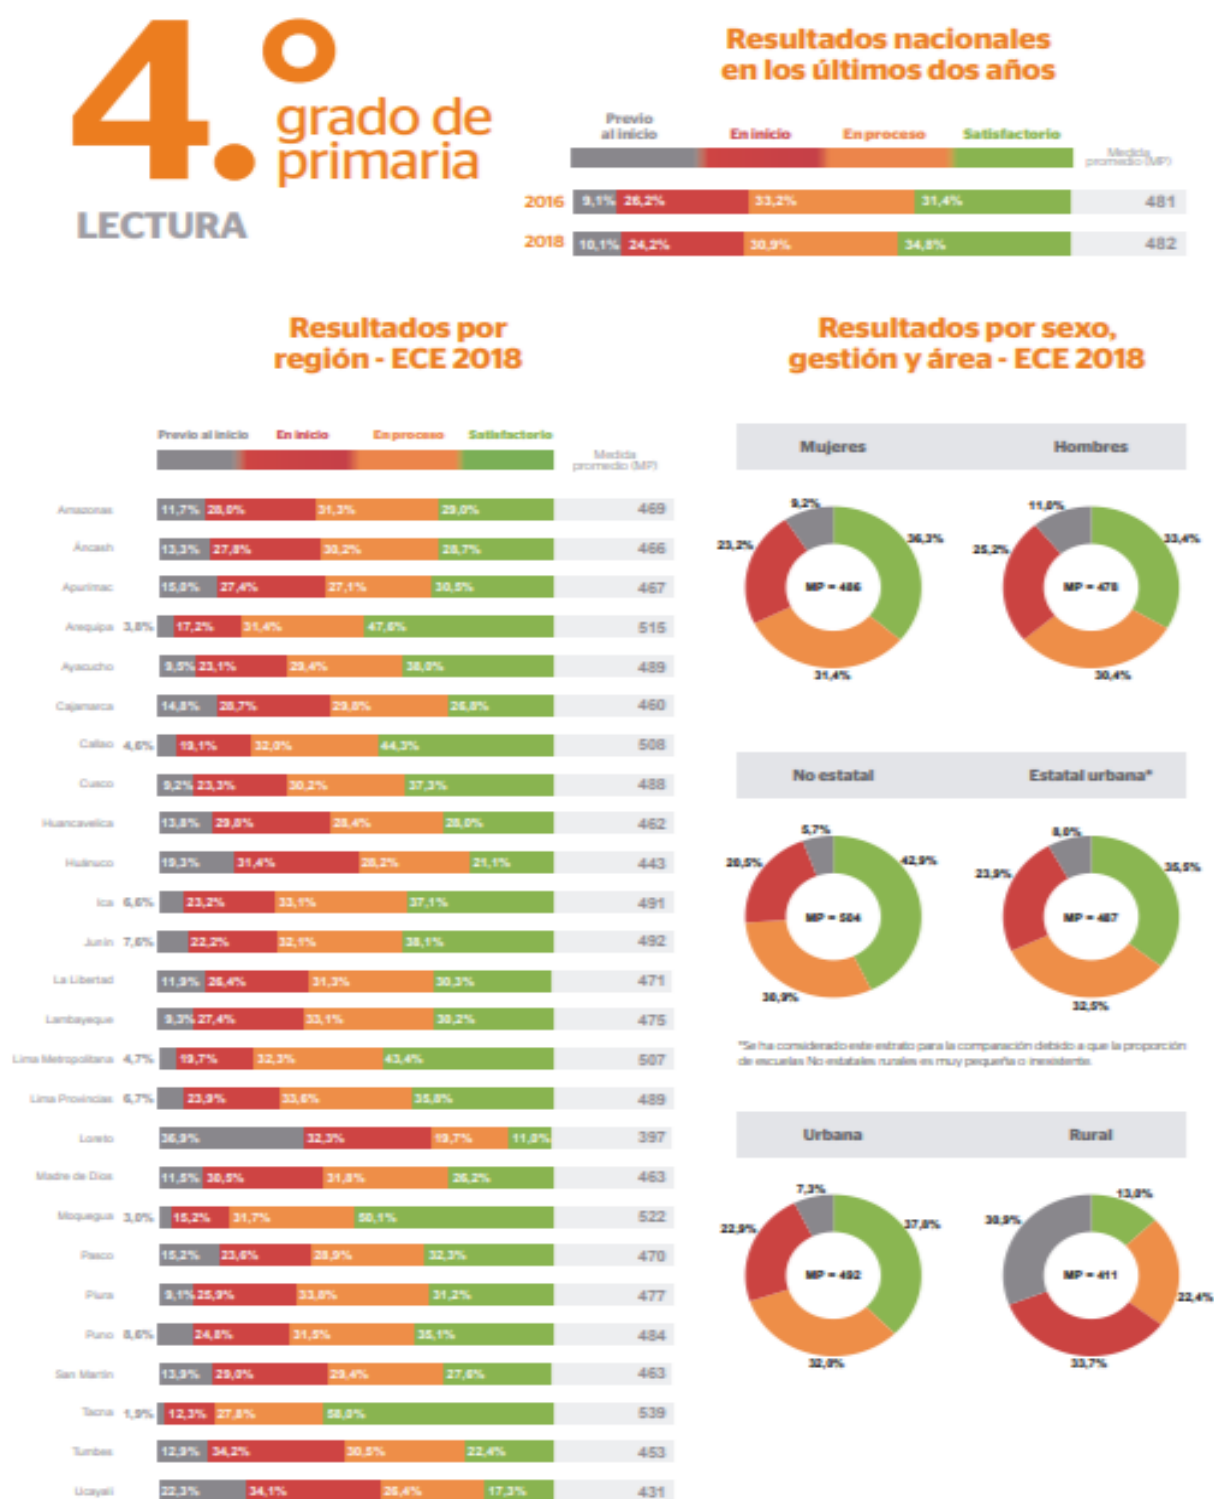 4.º
grado de
primaria
LECTURA
Resultados nacionales
en los últimos dos años
Previo
al inicio En inicio En proceso Satisfactorio
Medida
promedio (MP)
2016 9,1% 26,2% 33,2% 31,4% 481
2018 10,1% 24,2% 30,9% 34,8% 482
Resultados por
región - ECE 2018
Previo al inicio En inicio En proceso Satisfactorio
Medida
promedio (MP)
Amazonas 11,7% 28,0% 31,3% 29,0% 469
Áncash 13,3% 27,8% 30,2% 28,7% 466
Apurímac 15,0% 27,4% 27,1% 30,5% 467
Arequipa 3,8% 17,2% 31,4% 47,6% 515
Ayacucho 9,5% 23,1% 29,4% 38,0% 489
Cajamarca 14,8% 28,7% 29,8% 26,8% 460
Callao 4,6% 19,1% 32,0% 44,3% 508
Cusco 9,2% 23,3% 30,2% 37,3% 488
Huancavelica 13,8% 29,8% 28,4% 28,0% 462
Huánuco 19,3% 31,4% 28,2% 21,1% 443
Ica 6,6% 23,2% 33,1% 37,1% 491
Junín 7,6% 22,2% 32,1% 38,1% 492
La Libertad 11,9% 26,4% 31,3% 30,3% 471
Lambayeque 9,3% 27,4% 33,1% 30,2% 475
Lima Metropolitana 4,7% 19,7% 32,3% 43,4% 507
Lima Provincias 6,7% 23,9% 33,6% 35,8% 489
Loreto 36,9% 32,3% 19,7% 11,0% 397
Madre de Dios 11,5% 30,5% 31,8% 26,2% 463
Moquegua 3,0% 15,2% 31,7% 50,1% 522
Pasco 15,2% 23,6% 28,9% 32,3% 470
Piura 9,1% 25,9% 33,8% 31,2% 477
Puno 8,6% 24,8% 31,5% 35,1% 484
San Martín 13,9% 29,0% 29,4% 27,6% 463
Tacna 1,9% 12,3% 27,8% 58,0% 539
Tumbes 12,9% 34,2% 30,5% 22,4% 453
Ucayali 22,3% 34,1% 26,4% 17,3% 431
Resultados por sexo,
gestión y área - ECE 2018
Mujeres Hombres
9,2% 11,0%
23,2% 36,3% 25,2% 33,4%
MP = 486 MP = 478
31,4% 30,4%
No estatal Estatal urbana*
5,7% 8,0%
20,5% 42,9% 23,9% 35,5%
MP = 504 MP = 487
30,9% 32,5%
*Se ha considerado este estrato para la comparación debido a que la proporción
de escuelas No estatales rurales es muy pequeña o inexistente.
Urbana Rural
7,3% 13,0%
22,9% 37,8% 30,9%
MP = 492 MP = 411
22,4%
32,0% 33,7%